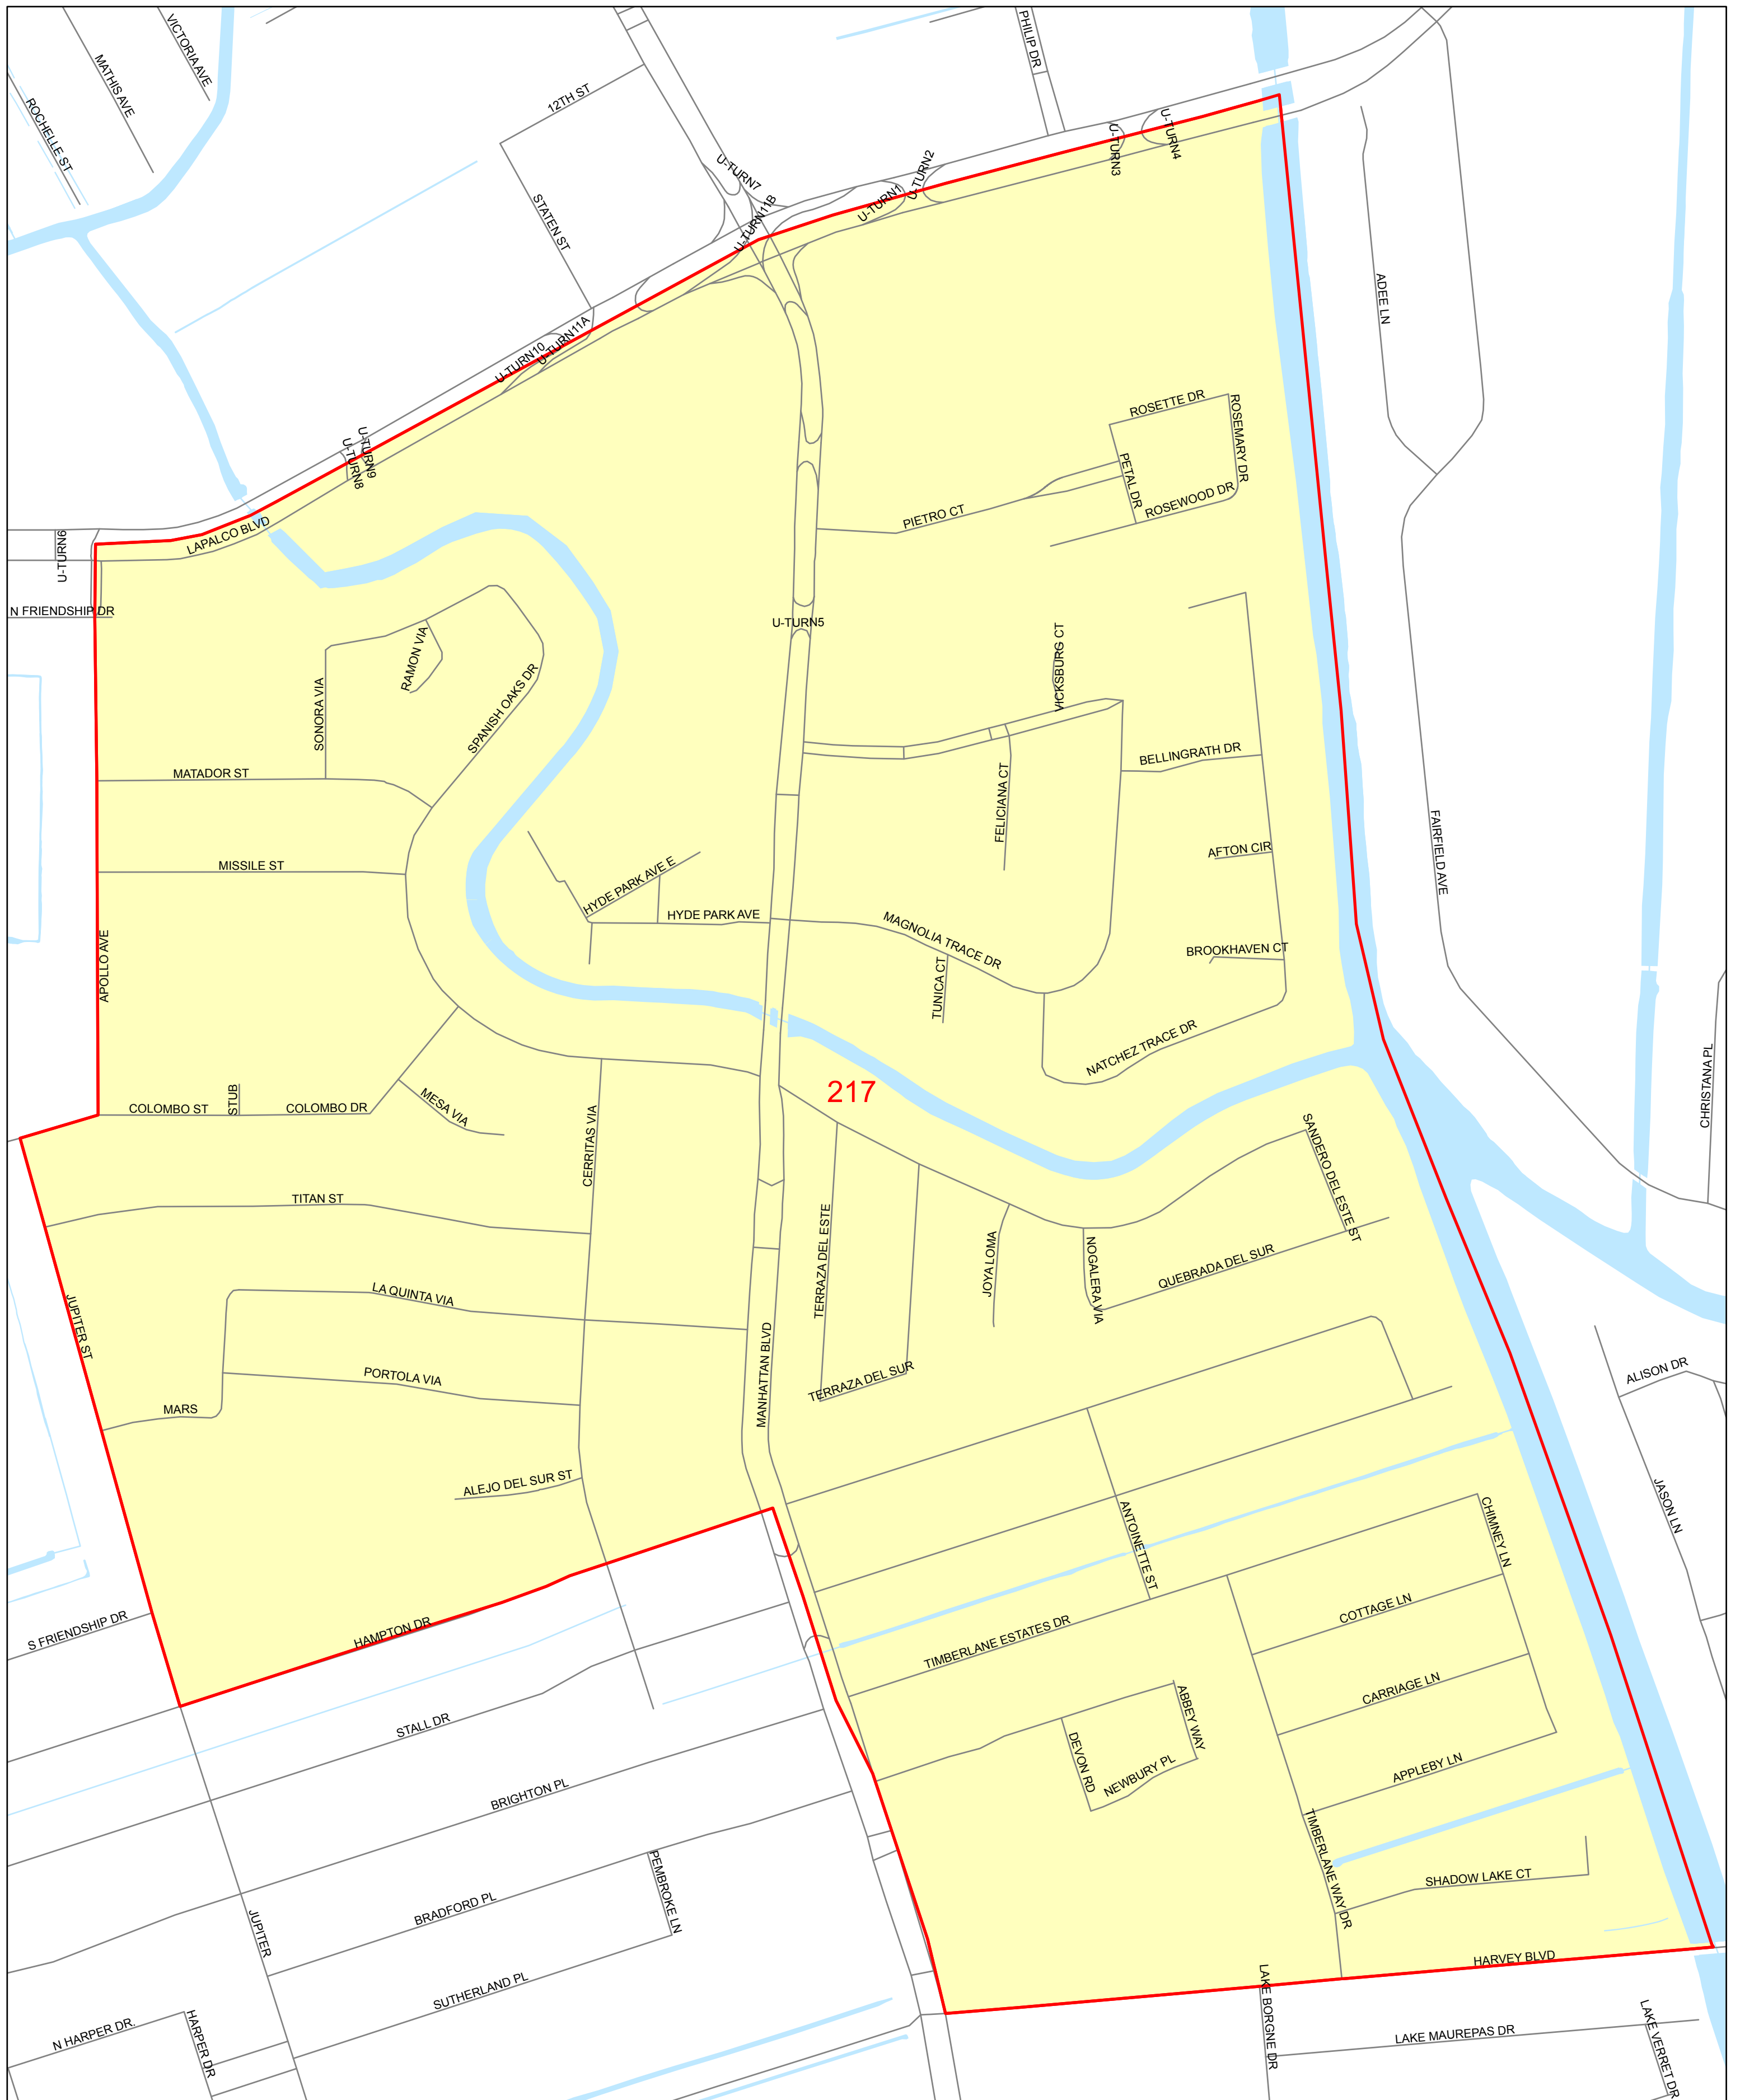 VICTORIA AVE
MATHIS AVE
ROCHELLE ST
12TH ST
PHILIP DR
STATEN ST
U-TURN7
U-TURN11B
U-TURN1
U-TURN2
U-TURN3
U-TURN4
ADEE LN
U-TURN10
U-TURN11A
U-TURN9
U-TURN8
LAPALCO BLVD
U-TURN6
N FRIENDSHIP DR
ROSETTE DR
ROSEMARY DR
PETAL DR
ROSEWOOD DR
PIETRO CT
U-TURN5
RAMON VIA
SONORA VIA
SPANISH OAKS DR
VICKSBURG CT
MATADOR ST
BELLINGRATH DR
FELICIANA CT
MISSILE ST
AFTON CIR
FAIRFIELD AVE
HYDE PARK AVE E
HYDE PARK AVE
MAGNOLIA TRACE DR
BROOKHAVEN CT
APOLLO AVE
TUNICA CT
NATCHEZ TRACE DR
CHRISTANA PL
217
COLOMBO ST
STUB
COLOMBO DR
MESA VIA
CERRITAS VIA
SANDERO DEL ESTE ST
TITAN ST
TERRAZA DEL ESTE
JOYA LOMA
NOGALERA VIA
QUEBRADA DEL SUR
LA QUINTA VIA
JUPITER ST
MANHATTAN BLVD
PORTOLA VIA
TERRAZA DEL SUR
ALISON DR
MARS
ALEJO DEL SUR ST
JASON LN
ANTOINETTE ST
CHIMNEY LN
S FRIENDSHIP DR
HAMPTON DR
TIMBERLANE ESTATES DR
COTTAGE LN
CARRIAGE LN
ABBEY WAY
STALL DR
DEVON RD
NEWBURY PL
APPLEBY LN
BRIGHTON PL
TIMBERLANE WAY DR
PEMBROKE LN
SHADOW LAKE CT
BRADFORD PL
JUPITER
HARVEY BLVD
SUTHERLAND PL
LAKE BORGNE DR
N HARPER DR.
HARPER DR
LAKE MAUREPAS DR
LAKE VERRET DR